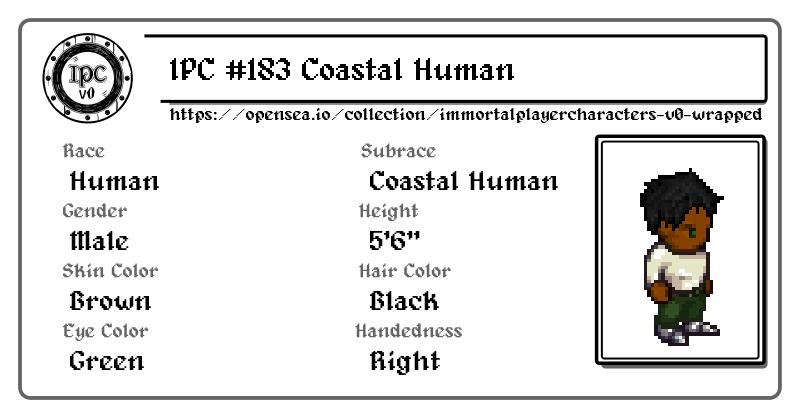 IPC v0
IPC #183 Coastal Human
https://opensea.io/collection/immortalplayercharacters-v0-wrapped
Race
Subrace
Human
Coastal Human
Gender
Height
Male
5'6"
Skin Color
Hair Color
Brown
Black
Eye Color
Handedness
Green
Right